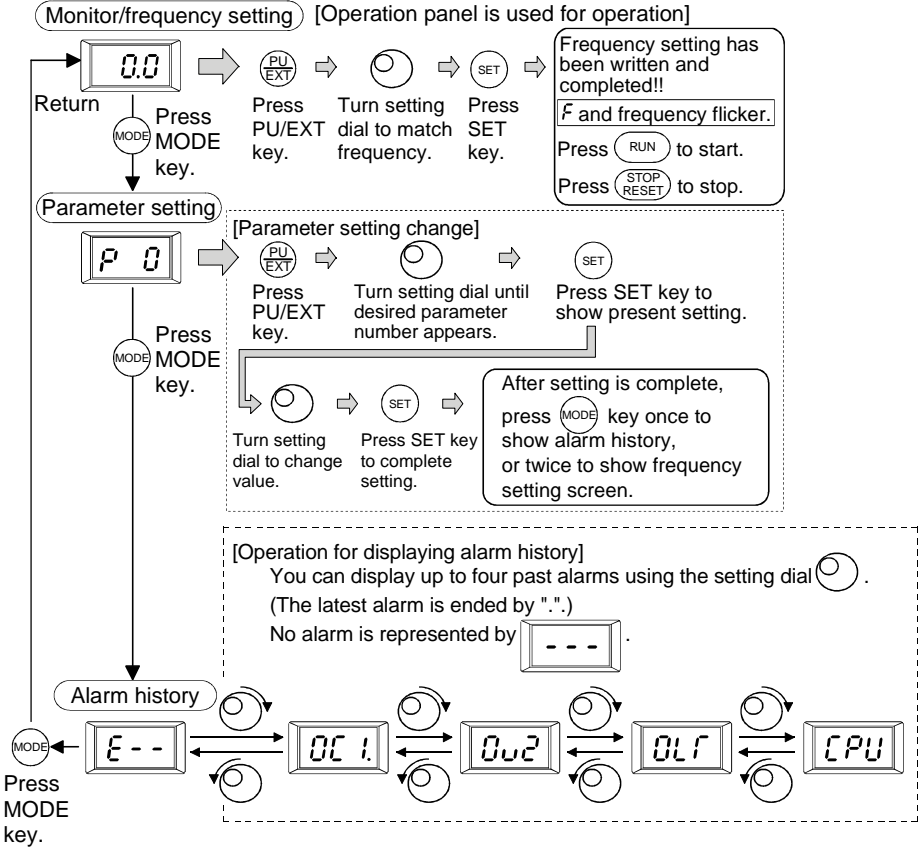 Monitor/frequency setting
[Operation panel is used for operation]
0.0
PU
EXT
SET
Press
PU/EXT
key.
Turn setting
dial to match
frequency.
Press
SET
key.
Frequency setting has
been written and
completed!!
F and frequency flicker.
Press RUN to start.
Press STOP RESET to stop.
Return
MODE
Press
MODE
key.
Parameter setting
P 0
[Parameter setting change]
PU
EXT
SET
Press
PU/EXT
key.
Turn setting dial until
desired parameter
number appears.
Press SET key to
show present setting.
MODE
Press
MODE
key.
SET
Turn setting
dial to change
value.
Press SET key
to complete
setting.
After setting is complete,
press MODE key once to
show alarm history,
or twice to show frequency
setting screen.
[Operation for displaying alarm history]
You can display up to four past alarms using the setting dial .
(The latest alarm is ended by ".".)
No alarm is represented by - - - .
Alarm history
MODE
E - -
OC 1.
Ov2
OLT
CPU
Press
MODE
key.